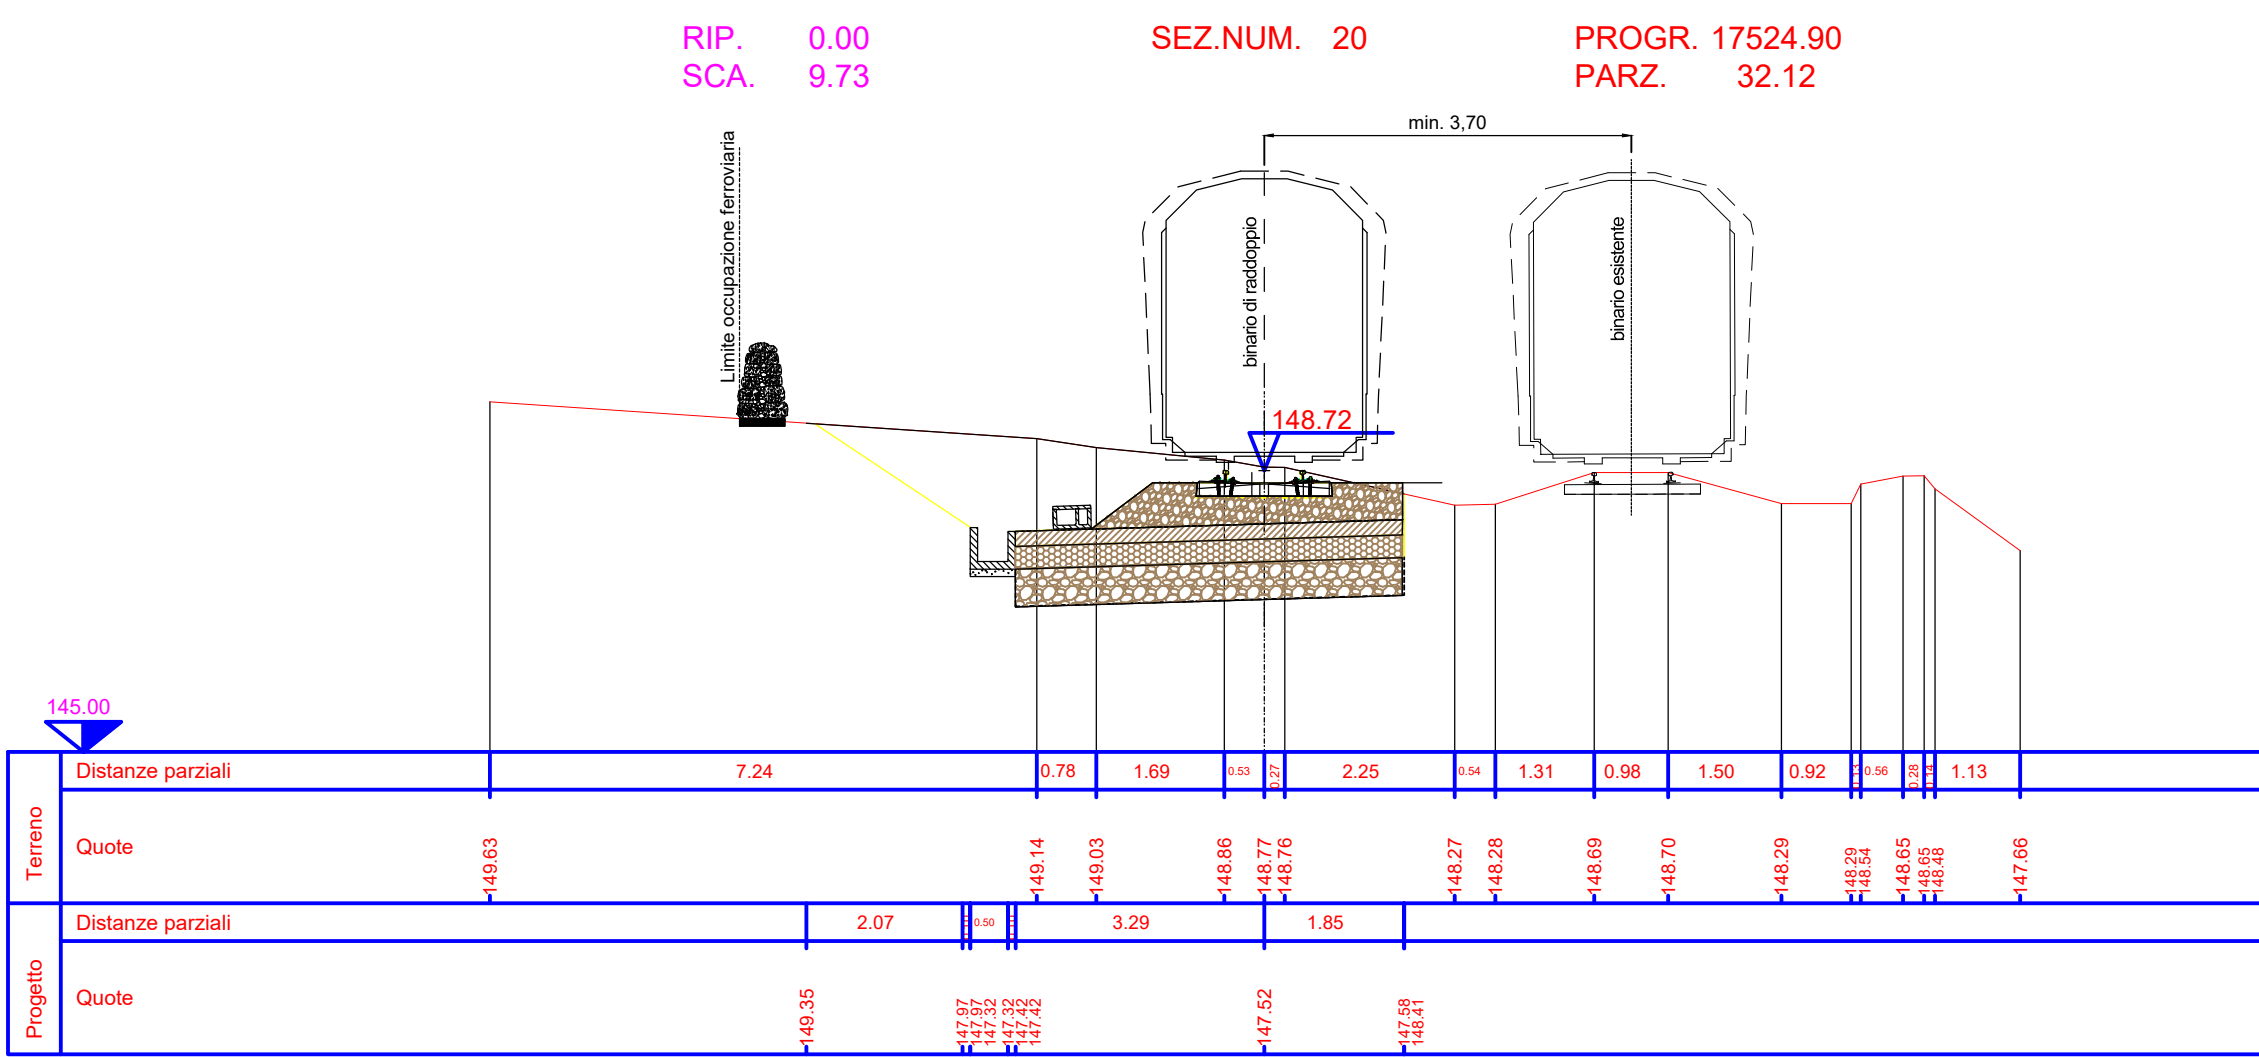 RIP. 0.00
SEZ.NUM. 20
PROGR. 17524.90
SCA. 9.73
PARZ. 32.12
min. 3,70
Limite occupazione ferroviaria
binario di raddoppio
binario esistente
148.72
145.00
Terreno
Distanze parziali 7.24 0.78 1.69 0.53 0.27 2.25 0.54 1.31 0.98 1.50 0.92 0.13 0.56 0.28 0.14 1.13
Quote 149.63 149.14 149.03 148.86 148.77 148.76 148.27 148.28 148.69 148.70 148.29 148.29 148.54 148.65 148.65 148.48 147.66
Progetto
Distanze parziali 2.07 0.50 3.29 1.85
Quote 149.35 147.97 147.97 147.32 147.32 147.42 147.42 147.52 147.58 148.41